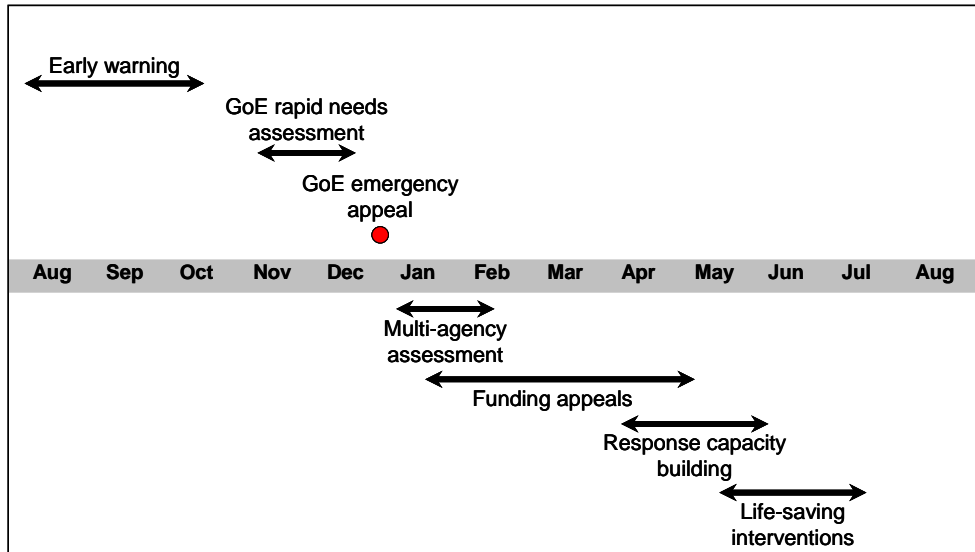 Early warning
GoE rapid needs
assessment
GoE emergency
appeal
Aug Sep Oct Nov Dec Jan Feb Mar Apr May Jun Jul Aug
Multi-agency
assessment
Funding appeals
Response capacity
building
Life-saving
interventions